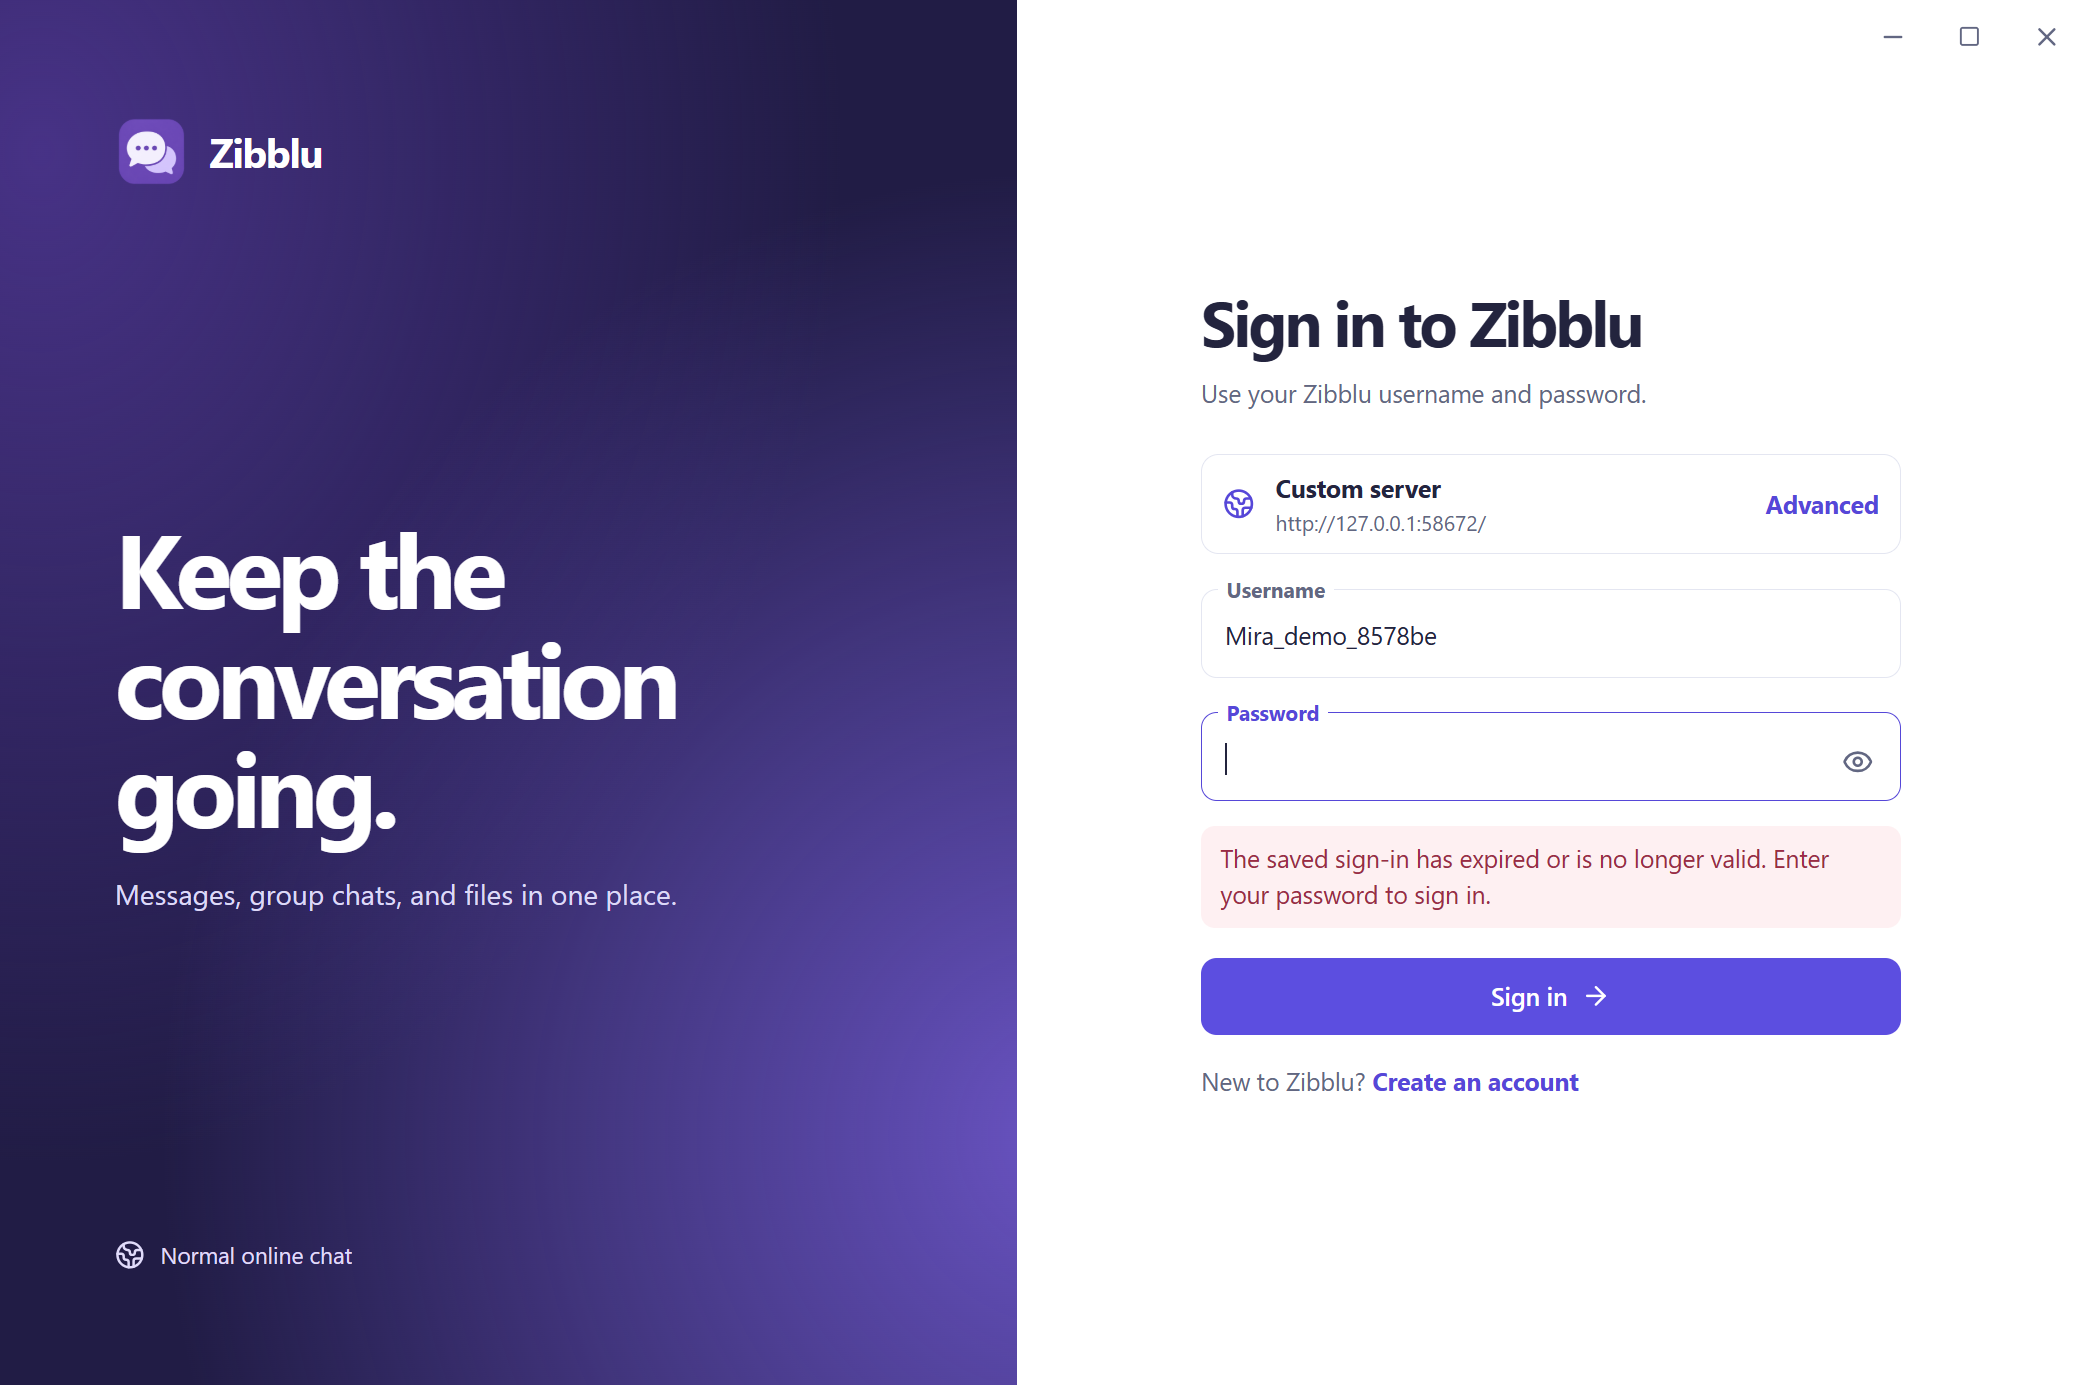 Zibblu
Keep the
conversation
going.
Messages, group chats, and files in one place.
Normal online chat
Sign in to Zibblu
Use your Zibblu username and password.
Custom server
http://127.0.0.1:58672/
Advanced
Username
Mira_demo_8578be
Password
The saved sign-in has expired or is no longer valid. Enter
your password to sign in.
Sign in
New to Zibblu? Create an account